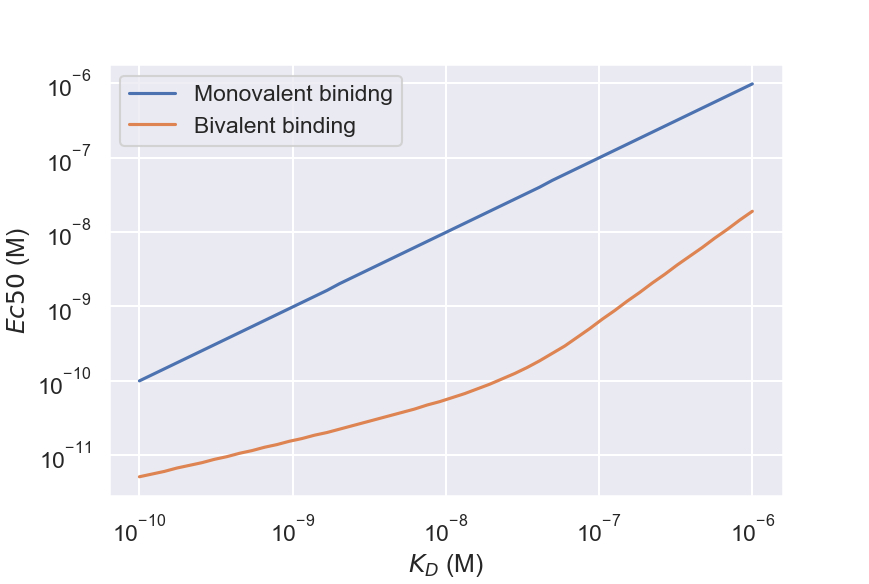 Monovalent binidng
Bivalent binding
Ec50 (M)
10⁻⁶
10⁻⁷
10⁻⁸
10⁻⁹
10⁻¹⁰
10⁻¹¹
10⁻¹⁰ 10⁻⁹ 10⁻⁸ 10⁻⁷ 10⁻⁶
K_D (M)